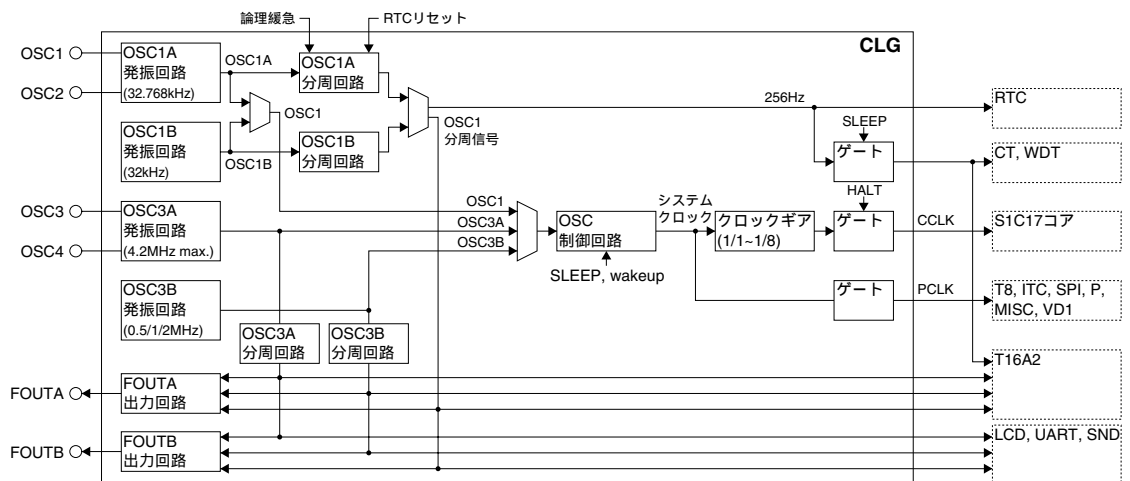 論理緩急
RTCリセット
CLG
OSC1
OSC2
OSC1A
発振回路
(32.768kHz)
OSC1A
OSC1A
分周回路
OSC1
OSC1B
発振回路
(32kHz)
OSC1B
OSC1B
分周回路
OSC1
分周信号
256Hz
RTC
SLEEP
ゲート
CT, WDT
OSC3
OSC4
OSC3A
発振回路
(4.2MHz max.)
OSC1
OSC3A
OSC3B
OSC
制御回路
SLEEP, wakeup
システム
クロック
クロックギア
(1/1~1/8)
HALT
ゲート
CCLK
S1C17コア
OSC3B
発振回路
(0.5/1/2MHz)
ゲート
PCLK
T8, ITC, SPI, P,
MISC, VD1
OSC3A
分周回路
OSC3B
分周回路
T16A2
FOUTA
FOUTA
出力回路
FOUTB
FOUTB
出力回路
LCD, UART, SND